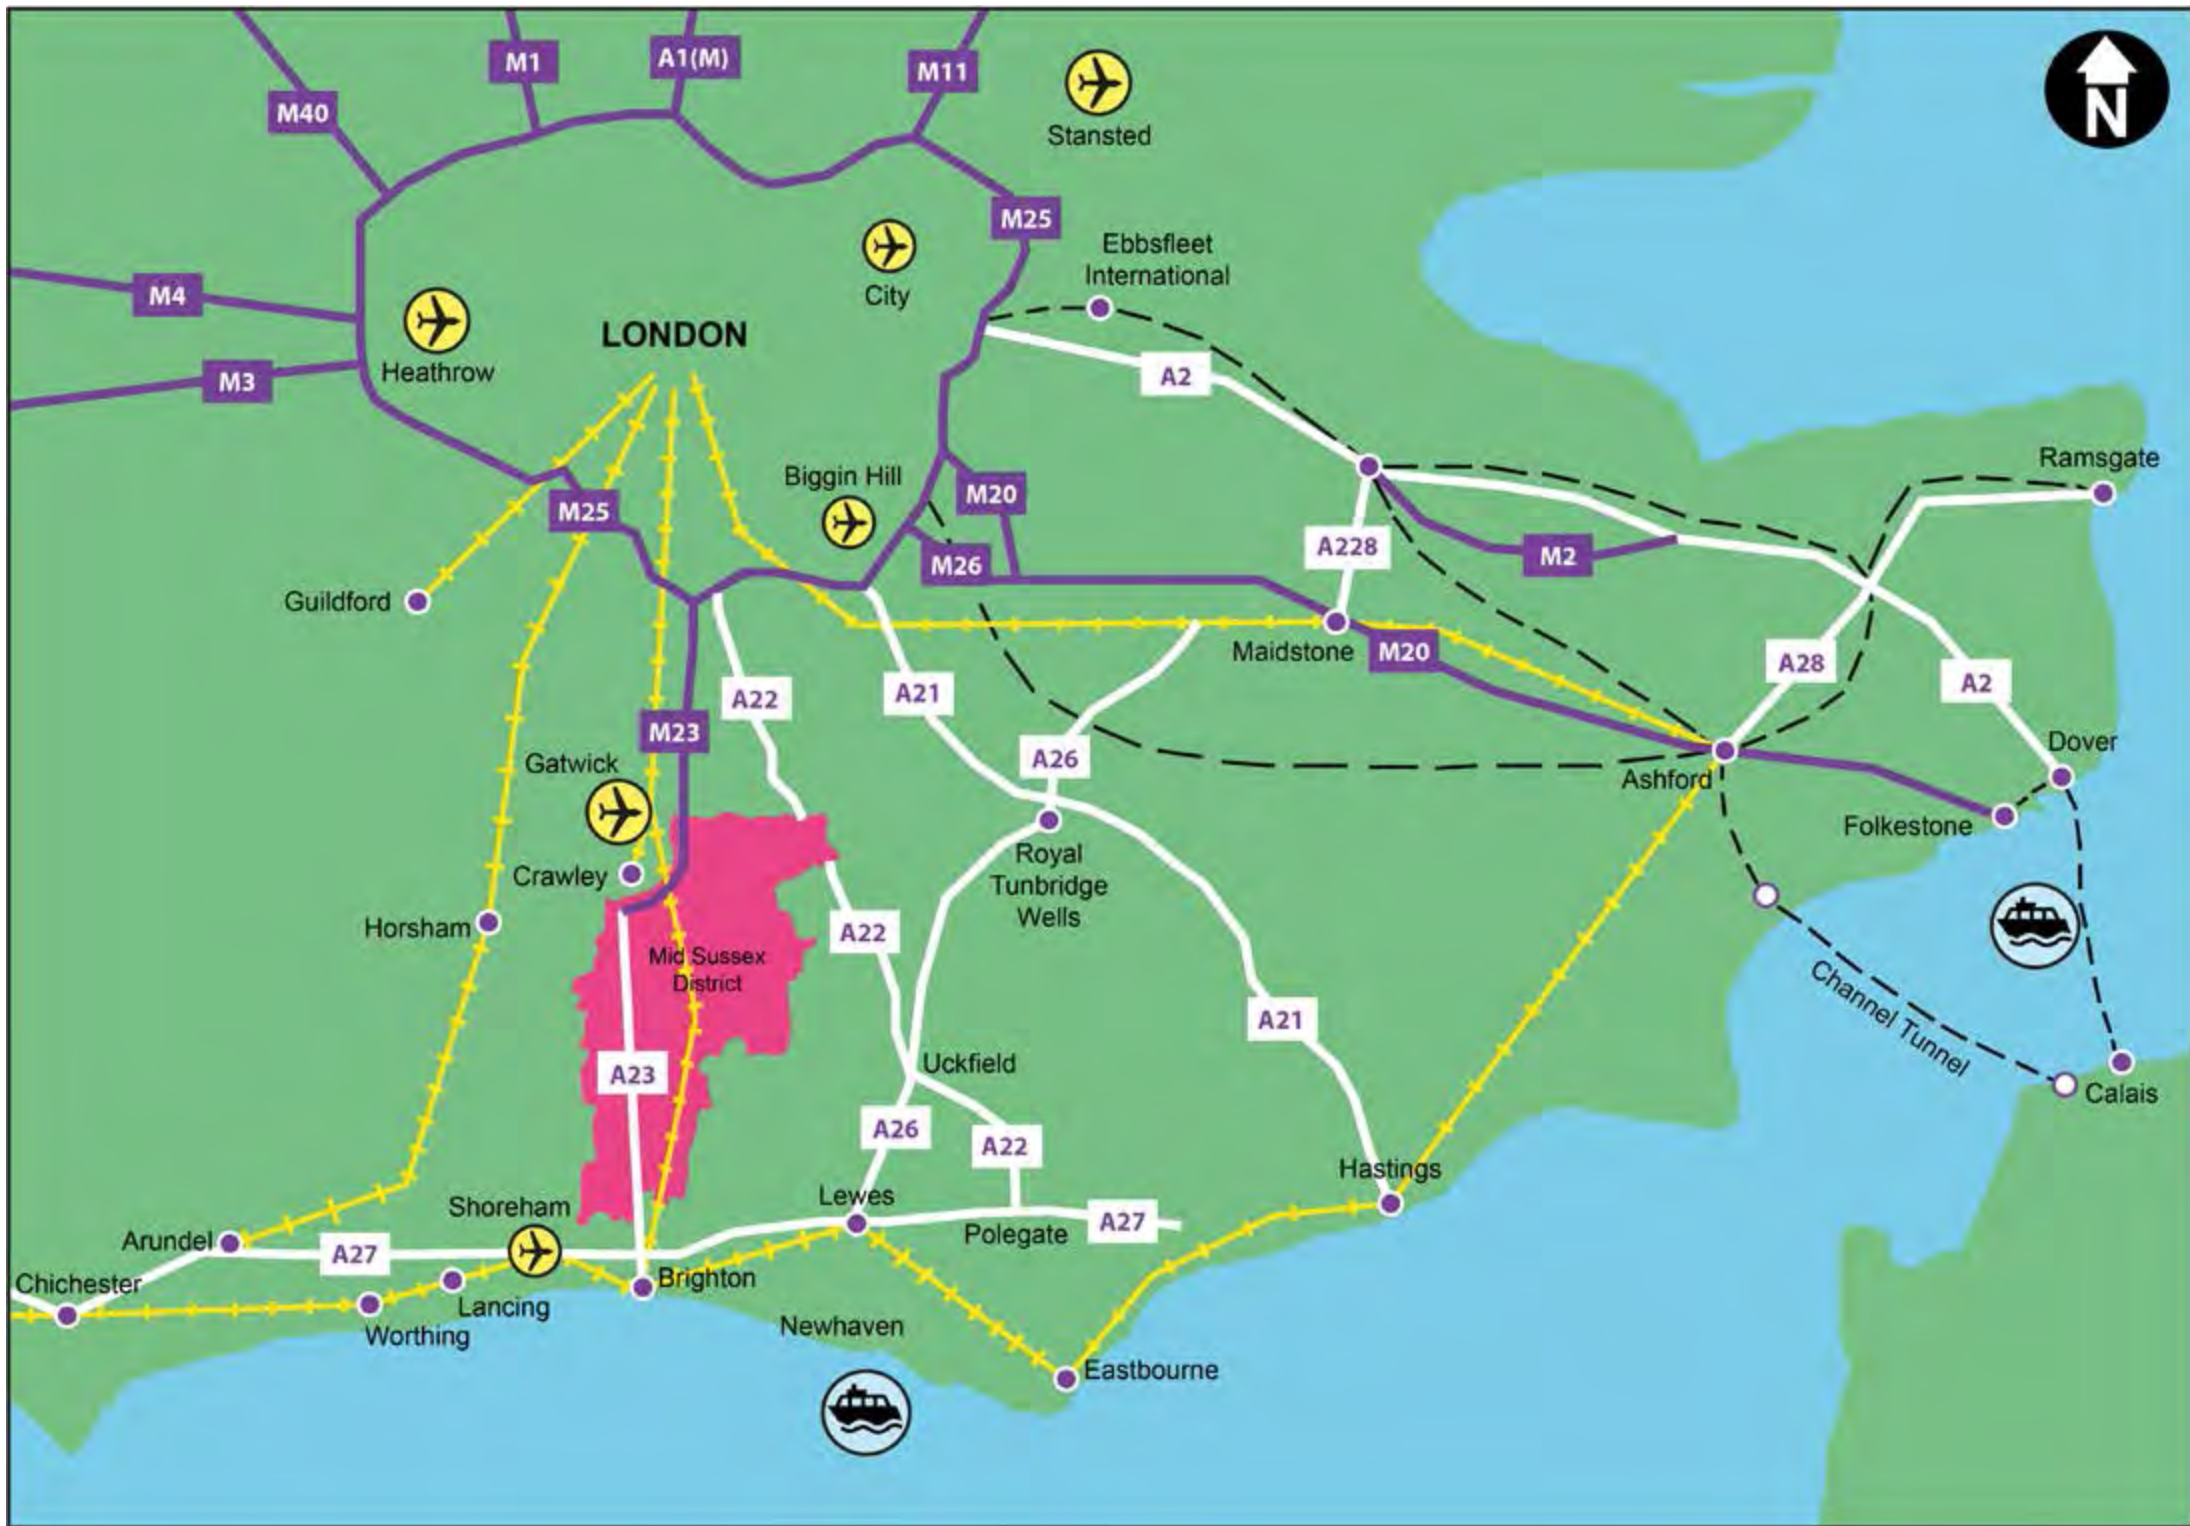 M1
A1(M)
M11
M40
Stansted
N
M25
Ebbsfleet
International
City
M4
LONDON
Heathrow
M3
A2
Ramsgate
Biggin Hill
M20
M25
A228
M2
M26
Guildford
Maidstone
M20
A28
A2
A22
A21
M23
A26
Dover
Gatwick
Ashford
Folkestone
Royal
Tunbridge
Wells
Crawley
Horsham
A22
Mid Sussex
District
Channel Tunnel
A21
Uckfield
A23
Calais
A26
A22
Hastings
Lewes
Shoreham
Arundel
A27
Polegate
A27
Chichester
Brighton
Lancing
Newhaven
Worthing
Eastbourne